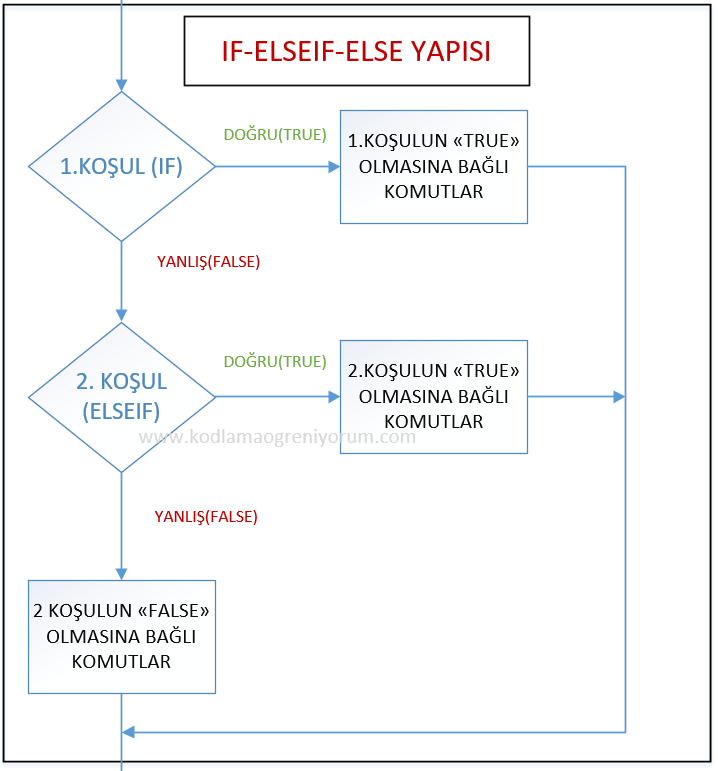 IF-ELSEIF-ELSE YAPISI
DOĞRU(TRUE)
1.KOŞUL (IF)
1.KOŞULUN «TRUE»
OLMASINA BAĞLI
KOMUTLAR
YANLIŞ(FALSE)
DOĞRU(TRUE)
2. KOŞUL
(ELSEIF)
2.KOŞULUN «TRUE»
OLMASINA BAĞLI
KOMUTLAR
www.kodlamaogreniyorum.com
YANLIŞ(FALSE)
2 KOŞULUN «FALSE»
OLMASINA BAĞLI
KOMUTLAR